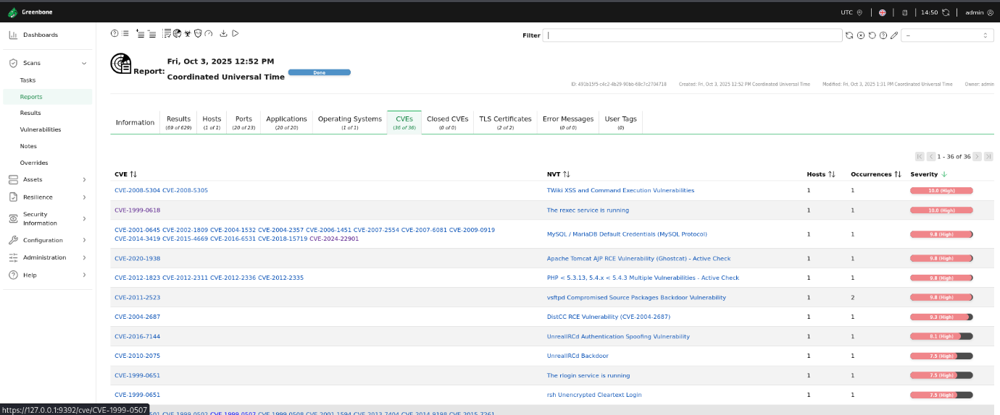 Greenbone
UTC
14:50
admin
Dashboards
Scans
Tasks
Reports
Results
Vulnerabilities
Notes
Overrides
Assets
Resilience
Security
Information
Configuration
Administration
Help
Filter
--
Report:
Fri, Oct 3, 2025 12:52 PM
Coordinated Universal Time
Done
ID: 491b15f5-c4c2-4b29-90bb-68c7c2704718 Created: Fri, Oct 3, 2025 12:52 PM Coordinated Universal Time Modified: Fri, Oct 3, 2025 1:31 PM Coordinated Universal Time Owner: admin
Information
Results (69 of 629)
Hosts (1 of 1)
Ports (20 of 23)
Applications (20 of 20)
Operating Systems (1 of 1)
CVEs (36 of 36)
Closed CVEs (0 of 0)
TLS Certificates (2 of 2)
Error Messages (0 of 0)
User Tags (0)
1 - 36 of 36
CVE NVT Hosts Occurrences Severity
CVE-2008-5304 CVE-2008-5305 TWiki XSS and Command Execution Vulnerabilities 1 1 10.0 (High)
CVE-1999-0618 The rexec service is running 1 1 10.0 (High)
CVE-2001-0645 CVE-2002-1809 CVE-2004-1532 CVE-2004-2357 CVE-2006-1451 CVE-2007-2554 CVE-2007-6081 CVE-2009-0919
CVE-2014-3419 CVE-2015-4669 CVE-2016-6531 CVE-2018-15719 CVE-2024-22901
MySQL / MariaDB Default Credentials (MySQL Protocol) 1 1 9.8 (High)
CVE-2020-1938 Apache Tomcat AJP RCE Vulnerability (Ghostcat) - Active Check 1 1 9.8 (High)
CVE-2012-1823 CVE-2012-2311 CVE-2012-2336 CVE-2012-2335 PHP < 5.3.13, 5.4.x < 5.4.3 Multiple Vulnerabilities - Active Check 1 1 9.8 (High)
CVE-2011-2523 vsftpd Compromised Source Packages Backdoor Vulnerability 1 2 9.8 (High)
CVE-2004-2687 DistCC RCE Vulnerability (CVE-2004-2687) 1 1 9.3 (High)
CVE-2016-7144 UnrealIRCd Authentication Spoofing Vulnerability 1 1 8.1 (High)
CVE-2010-2075 UnrealIRCd Backdoor 1 1 7.5 (High)
CVE-1999-0651 The rlogin service is running 1 1 7.5 (High)
CVE-1999-0651 rsh Unencrypted Cleartext Login 1 1 7.5 (High)
CVE-1999-0502 CVE-1999-0507 CVE-1999-0508 CVE-2001-1594 CVE-2013-7404 CVE-2014-9198 CVE-2015-7261
https://127.0.0.1:9392/cve/CVE-1999-0507